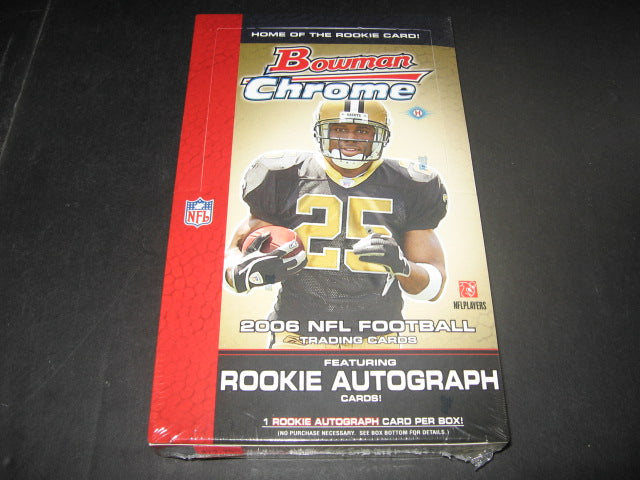 HOME OF THE ROOKIE CARD!
Bowman
Chrome
SAINTS
25
NFL
NFLPLAYERS
2006 NFL FOOTBALL
TRADING CARDS
FEATURING
ROOKIE AUTOGRAPH
CARDS!
1 ROOKIE AUTOGRAPH CARD PER BOX!
(NO PURCHASE NECESSARY. SEE BOX BOTTOM FOR DETAILS.)